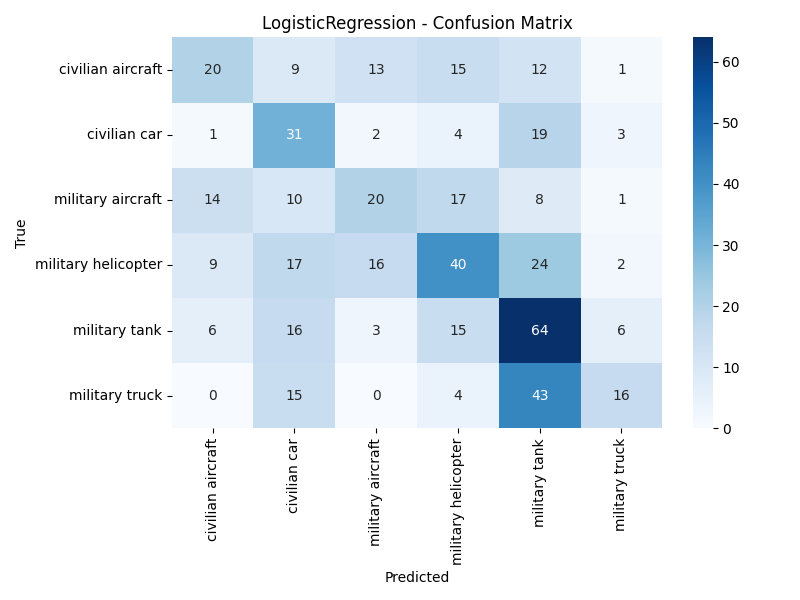 LogisticRegression - Confusion Matrix
True
civilian aircraft 20 9 13 15 12 1
civilian car 1 31 2 4 19 3
military aircraft 14 10 20 17 8 1
military helicopter 9 17 16 40 24 2
military tank 6 16 3 15 64 6
military truck 0 15 0 4 43 16
civilian aircraft
civilian car
military aircraft
military helicopter
military tank
military truck
Predicted
60
50
40
30
20
10
0